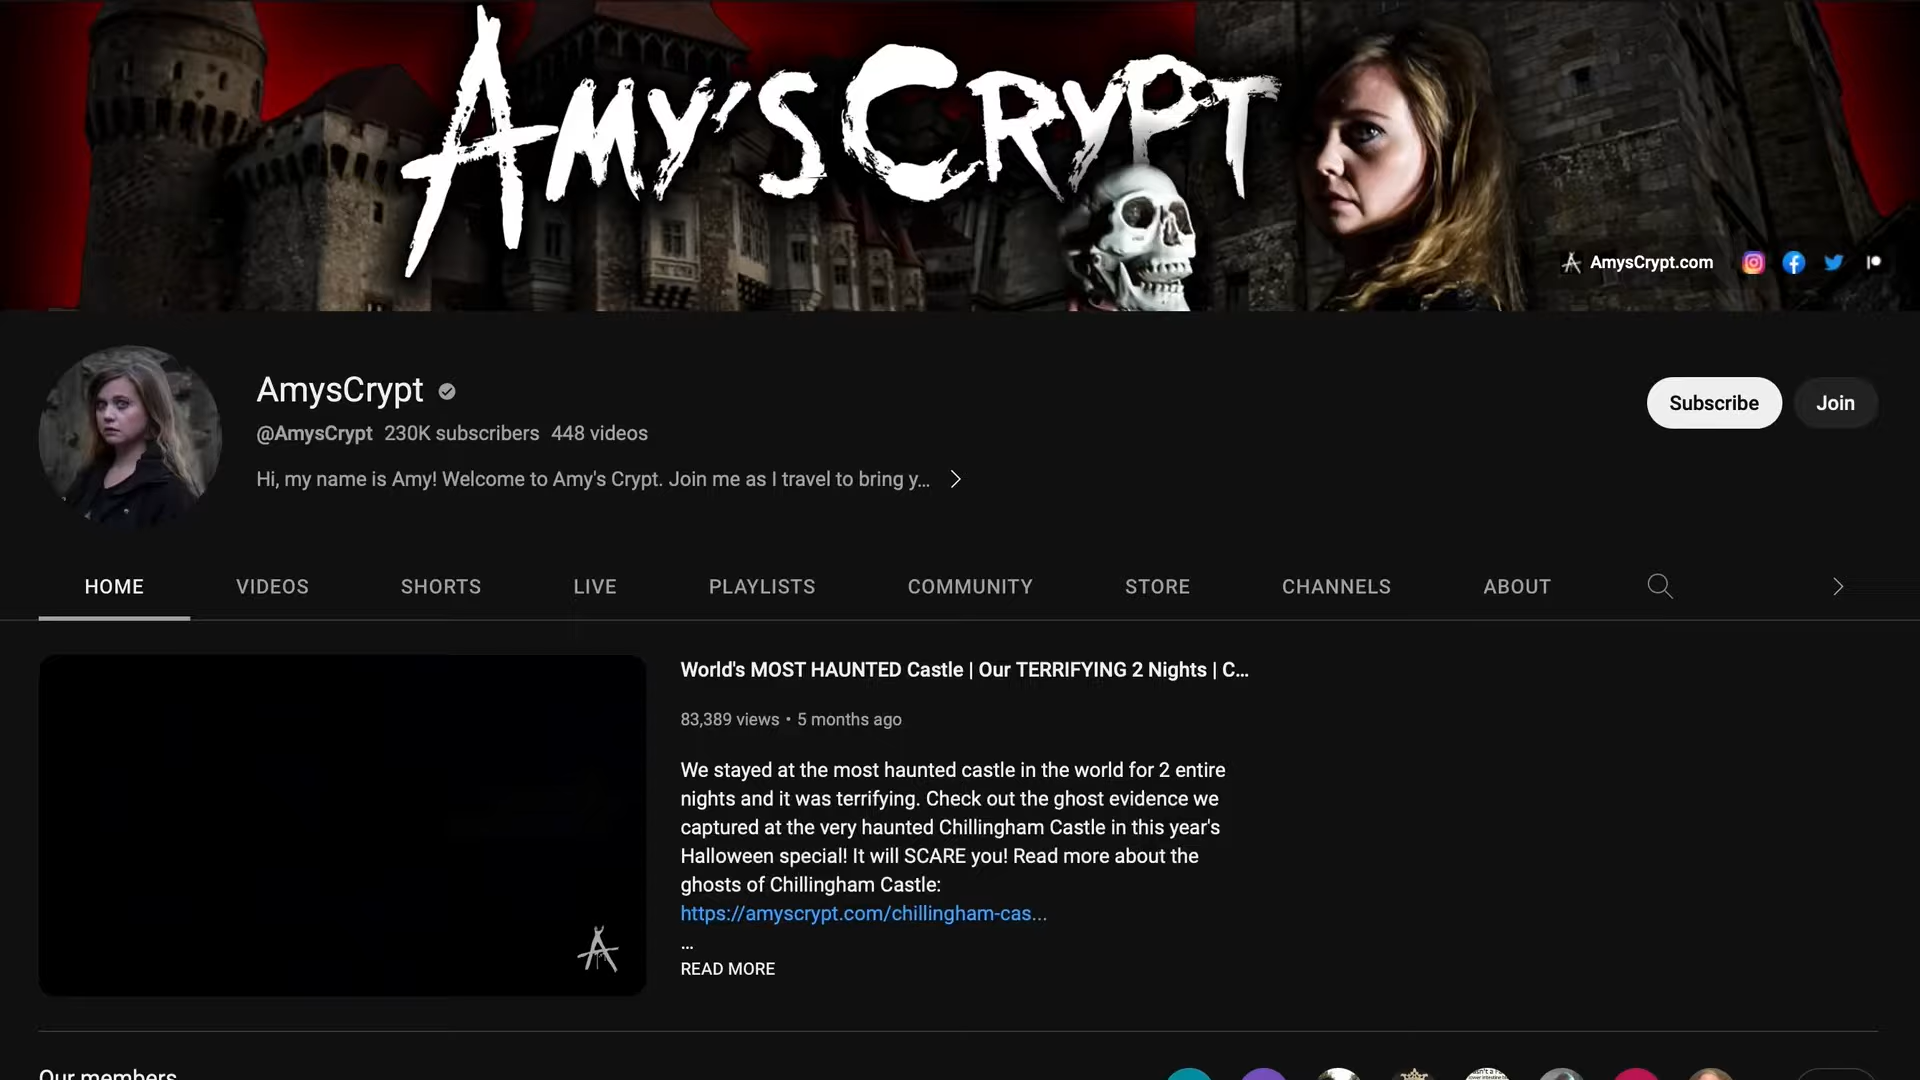 AMY'S CRYPT
AmysCrypt.com
AmysCrypt
@AmysCrypt 230K subscribers 448 videos
Hi, my name is Amy! Welcome to Amy's Crypt. Join me as I travel to bring y...
Subscribe
Join
HOME VIDEOS SHORTS LIVE PLAYLISTS COMMUNITY STORE CHANNELS ABOUT
World's MOST HAUNTED Castle | Our TERRIFYING 2 Nights | C...
83,389 views • 5 months ago
We stayed at the most haunted castle in the world for 2 entire
nights and it was terrifying. Check out the ghost evidence we
captured at the very haunted Chillingham Castle in this year's
Halloween special! It will SCARE you! Read more about the
ghosts of Chillingham Castle:
https://amyscrypt.com/chillingham-cas...
...
READ MORE
Our members